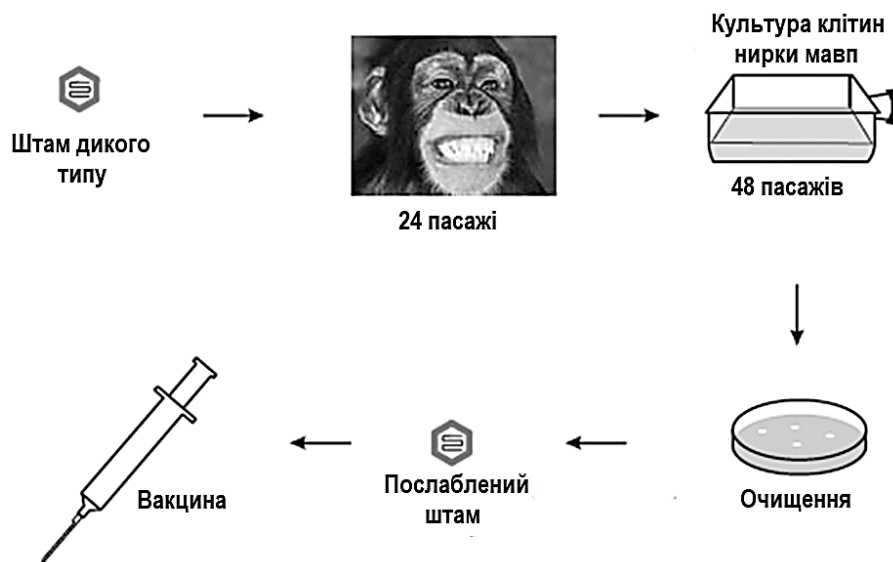 Штам дикого
типу
24 пасажі
Культура клітин
нирки мавп
48 пасажів
Очищення
Послаблений
штам
Вакцина